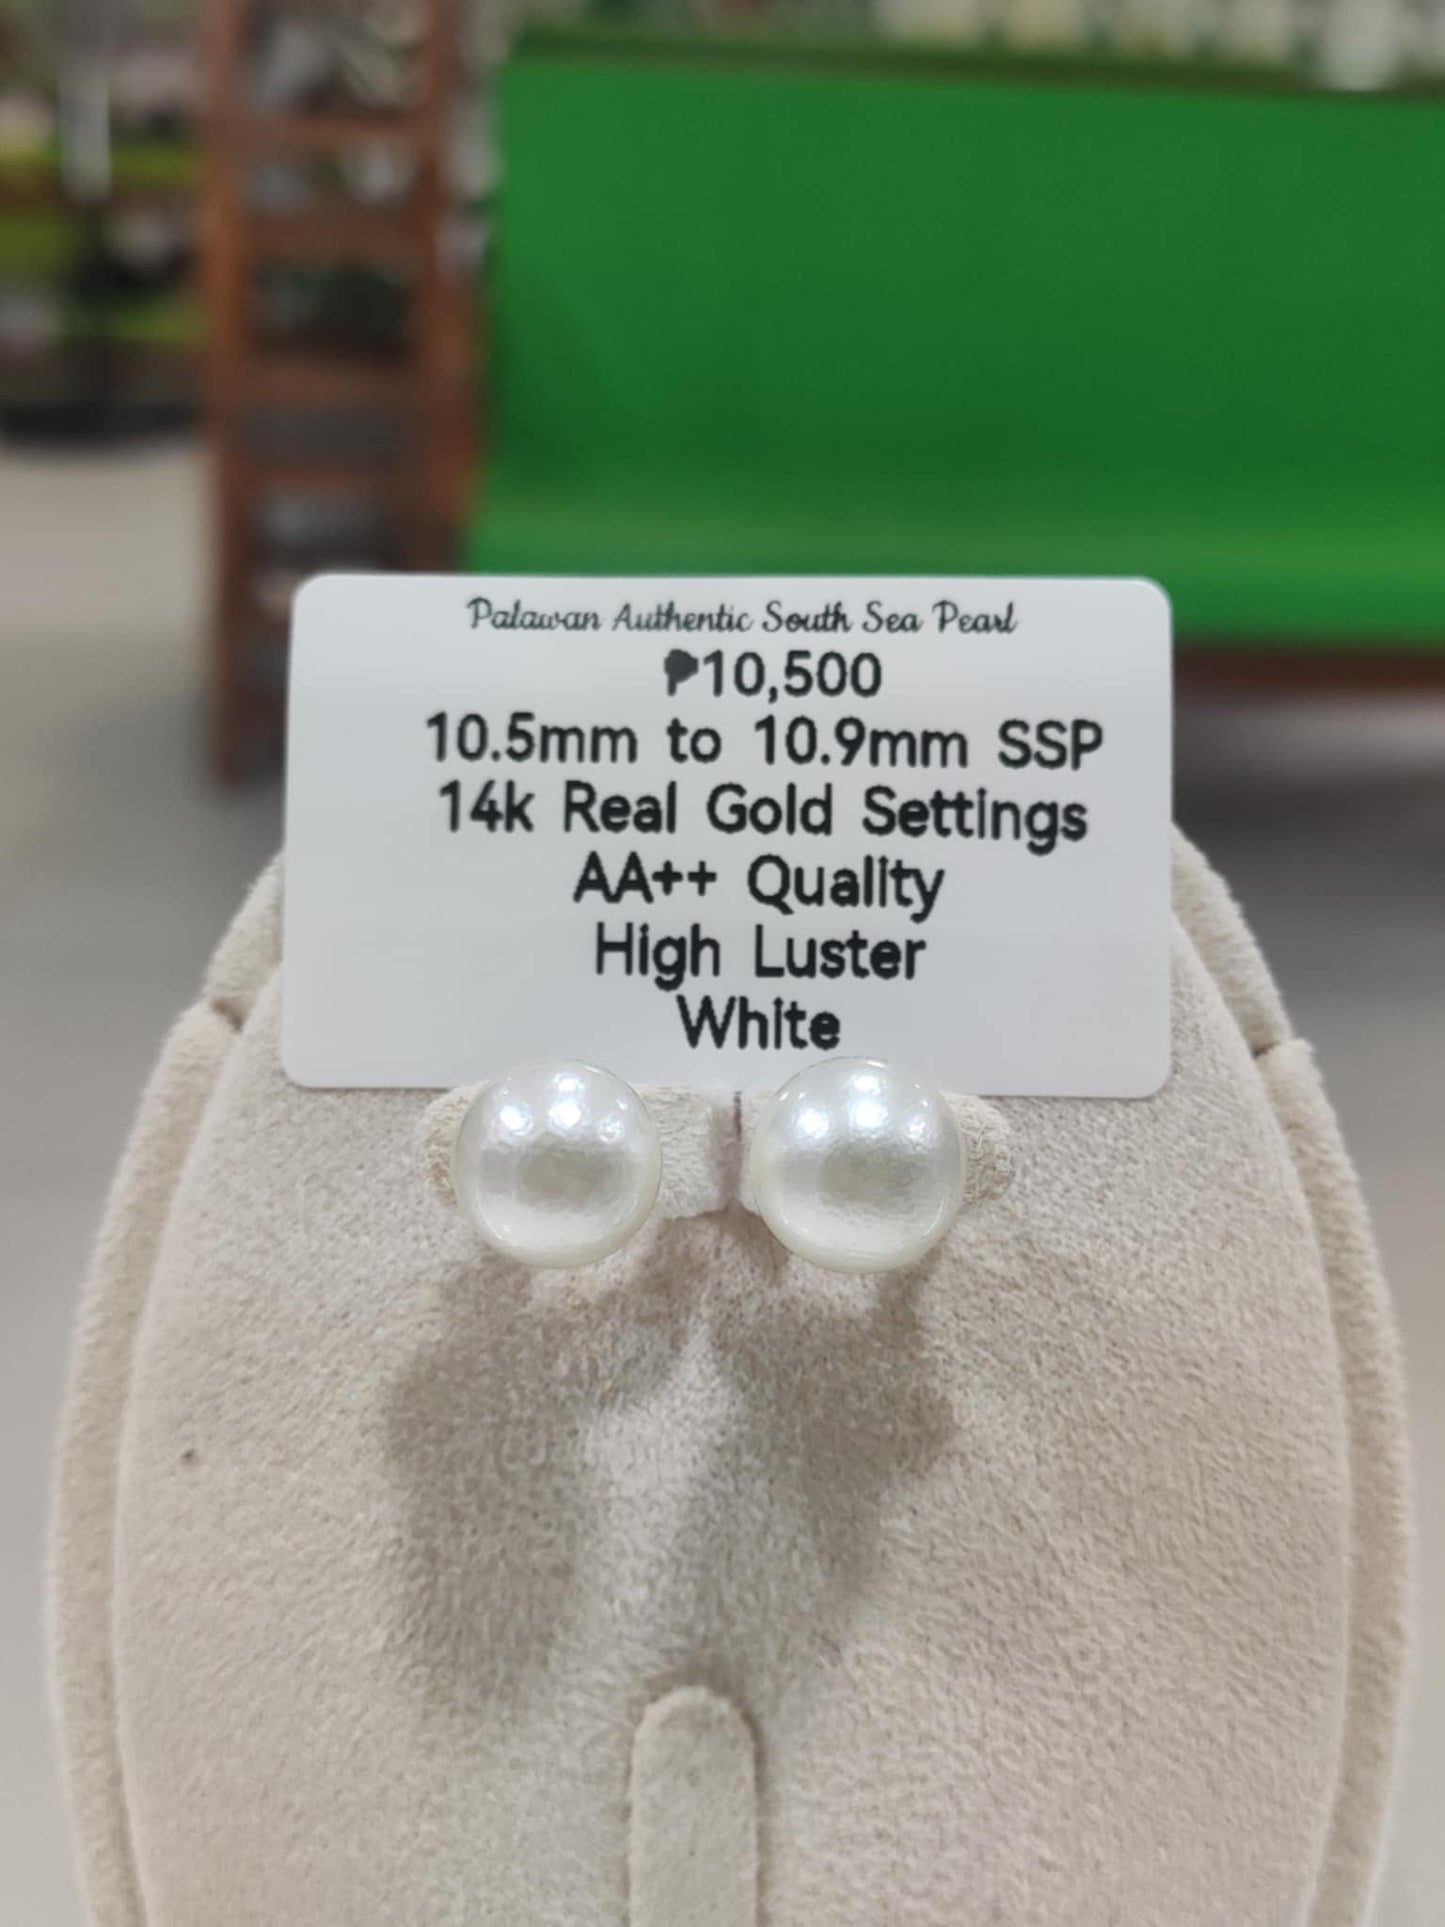 Palawan Authentic South Sea Pearl
₱10,500
10.5mm to 10.9mm SSP
14k Real Gold Settings
AA++ Quality
High Luster
White